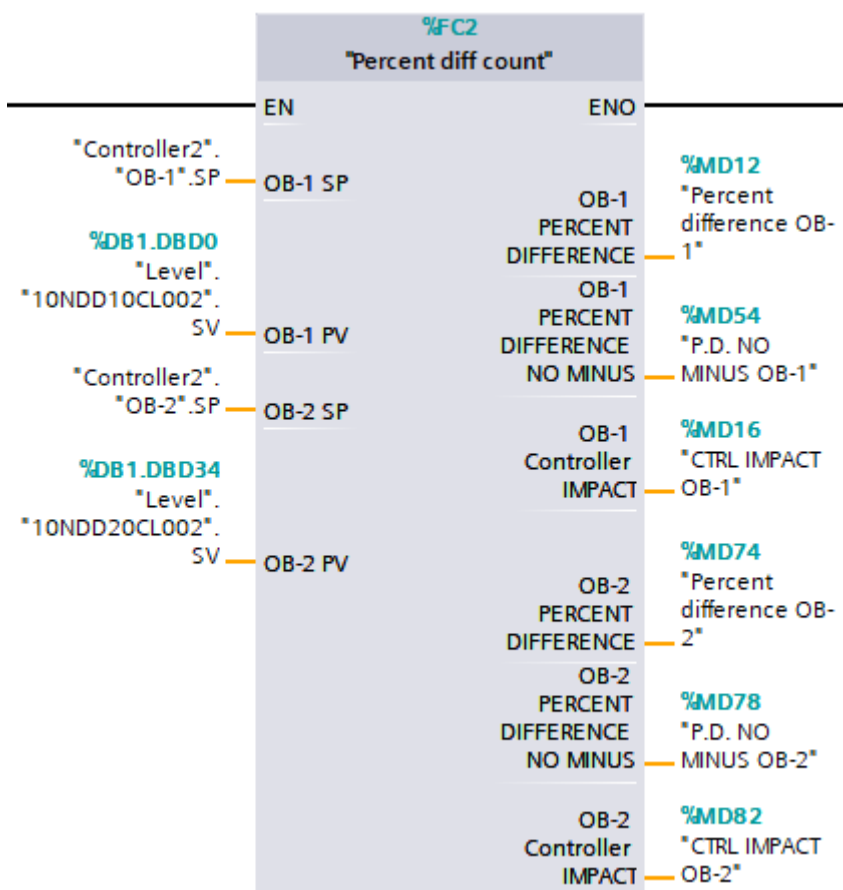 %FC2
"Percent diff count"
EN
ENO
"Controller2".
"OB-1".SP
OB-1 SP
%DB1.DBD0
"Level".
"10NDD10CL002".
SV
OB-1 PV
"Controller2".
"OB-2".SP
OB-2 SP
%DB1.DBD34
"Level".
"10NDD20CL002".
SV
OB-2 PV
OB-1
PERCENT
DIFFERENCE
%MD12
"Percent
difference OB-
1"
OB-1
PERCENT
DIFFERENCE
NO MINUS
%MD54
"P.D. NO
MINUS OB-1"
OB-1
Controller
IMPACT
%MD16
"CTRL IMPACT
OB-1"
OB-2
PERCENT
DIFFERENCE
%MD74
"Percent
difference OB-
2"
OB-2
PERCENT
DIFFERENCE
NO MINUS
%MD78
"P.D. NO
MINUS OB-2"
OB-2
Controller
IMPACT
%MD82
"CTRL IMPACT
OB-2"